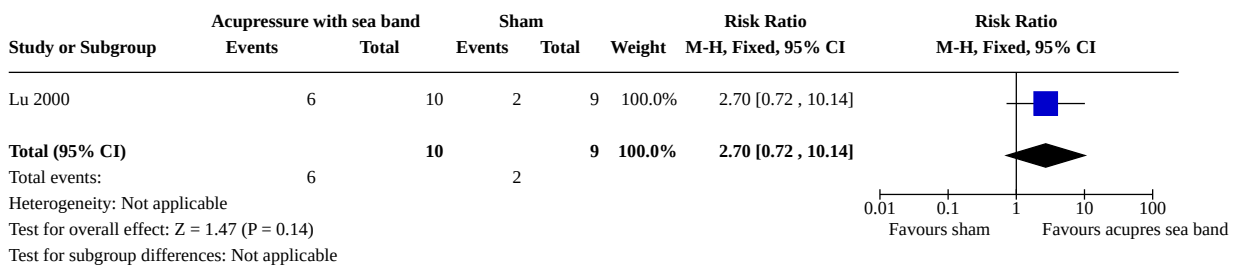 Acupressure with sea band Sham Risk Ratio Risk Ratio
Study or Subgroup Events Total Events Total Weight M-H, Fixed, 95% CI M-H, Fixed, 95% CI
Lu 2000 6 10 2 9 100.0% 2.70 [0.72 , 10.14]
Total (95% CI) 10 9 100.0% 2.70 [0.72 , 10.14]
Total events: 6 2
Heterogeneity: Not applicable
0.01 0.1 1 10 100
Test for overall effect: Z = 1.47 (P = 0.14) Favours sham Favours acupres sea band
Test for subgroup differences: Not applicable